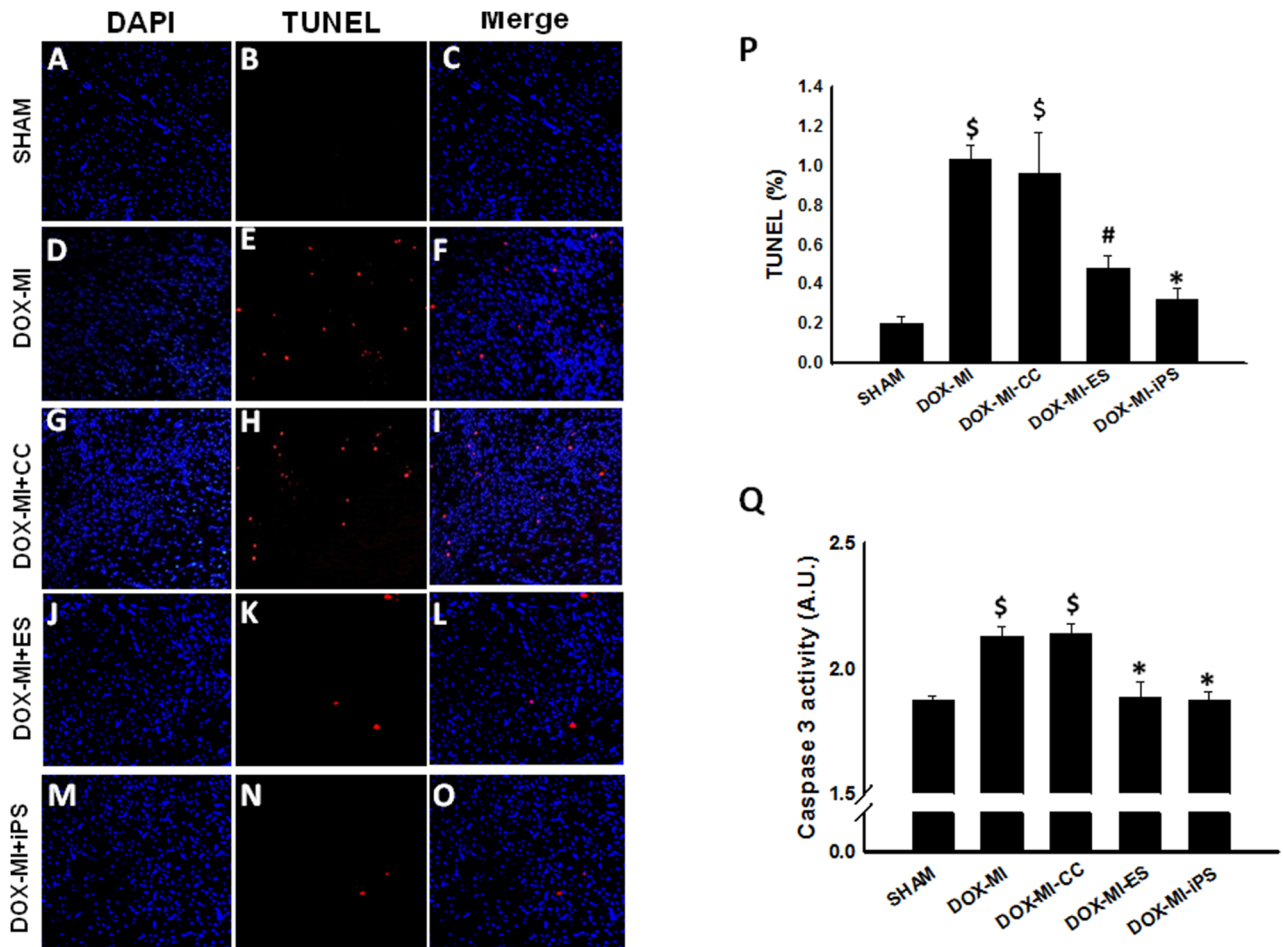 DAPI TUNEL Merge
SHAM
A B C
DOX-MI
D E F
DOX-MI+CC
G H I
DOX-MI+ES
J K L
DOX-MI+iPS
M N O
P
TUNEL (%)
1.4
1.2
1.0
0.8
0.6
0.4
0.2
0.0
$ $ # *
SHAM DOX-MI DOX-MI-CC DOX-MI-ES DOX-MI-iPS
Q
Caspase 3 activity (A.U.)
2.5
2.0
1.5
0.0
$ $ * *
SHAM DOX-MI DOX-MI-CC DOX-MI-ES DOX-MI-iPS